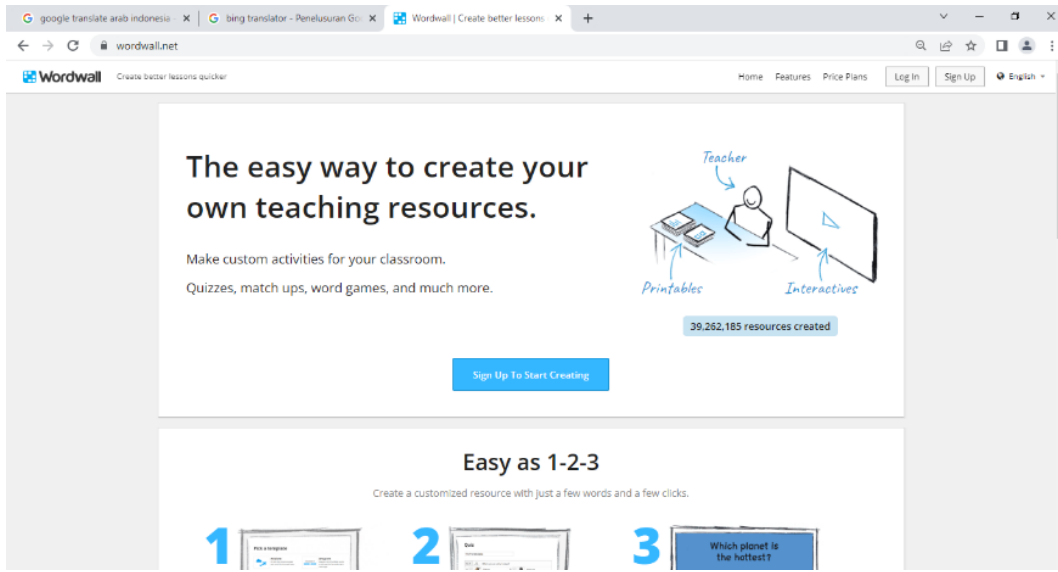 google translate arab indonesia -
bing translator - Penelusuran Go
Wordwall | Create better lessons
wordwall.net
Wordwall
Create better lessons quicker
Home Features Price Plans Log In Sign Up English
The easy way to create your
own teaching resources.
Make custom activities for your classroom.
Quizzes, match ups, word games, and much more.
Teacher
Printables
Interactives
39,262,185 resources created
Sign Up To Start Creating
Easy as 1-2-3
Create a customized resource with just a few words and a few clicks.
1 2 3
Pick a template
Quiz
Which planet is
the hottest?